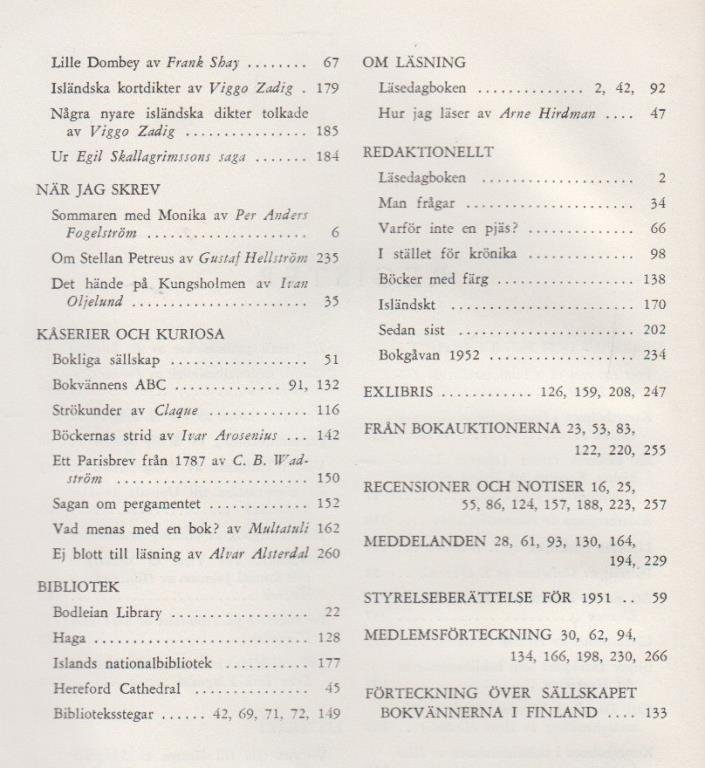 Lille Dombey av Frank Shay ........ 67
Isländska kortdikter av Viggo Zadig . 179
Några nyare isländska dikter tolkade
av Viggo Zadig ................ 185
Ur Egil Skallagrimssons saga ....... 184
NÄR JAG SKREV
Sommaren med Monika av Per Anders
Fogelström ...................... 6
Om Stellan Petreus av Gustaf Hellström 235
Det hände på Kungsholmen av Ivan
Oljelund ........................ 35
KÅSERIER OCH KURIOSA
Bokliga sällskap .................. 51
Bokvännens ABC .............. 91, 132
Strökunder av Claque ............. 116
Böckernas strid av Ivar Arosenius ... 142
Ett Parisbrev från 1787 av C. B. Wad-
ström .......................... 150
Sagan om pergamentet ............. 152
Vad menas med en bok? av Multatuli 162
Ej blott till läsning av Alvar Alsterdal 260
BIBLIOTEK
Bodleian Library ................... 22
Haga ............................. 128
Islands nationalbibliotek ........... 177
Hereford Cathedral ............... 45
Biblioteksstegar ...... 42, 69, 71, 72, 149
OM LÄSNING
Läsedagboken .............. 2, 42, 92
Hur jag läser av Arne Hirdman .... 47
REDAKTIONELLT
Läsedagboken .................... 2
Man frågar ...................... 34
Varför inte en pjäs? .............. 66
I stället för krönika .............. 98
Böcker med färg .................. 138
Isländskt ........................ 170
Sedan sist ....................... 202
Bokgåvan 1952 ................... 234
EXLIBRIS ............ 126, 159, 208, 247
FRÅN BOKAUKTIONERNA 23, 53, 83,
122, 220, 255
RECENSIONER OCH NOTISER 16, 25,
55, 86, 124, 157, 188, 223, 257
MEDDELANDEN 28, 61, 93, 130, 164,
194, 229
STYRELSEBERÄTTELSE FÖR 1951 .. 59
MEDLEMSFÖRTECKNING 30, 62, 94,
134, 166, 198, 230, 266
FÖRTECKNING ÖVER SÄLLSKAPET
BOKVÄNNERNA I FINLAND .... 133